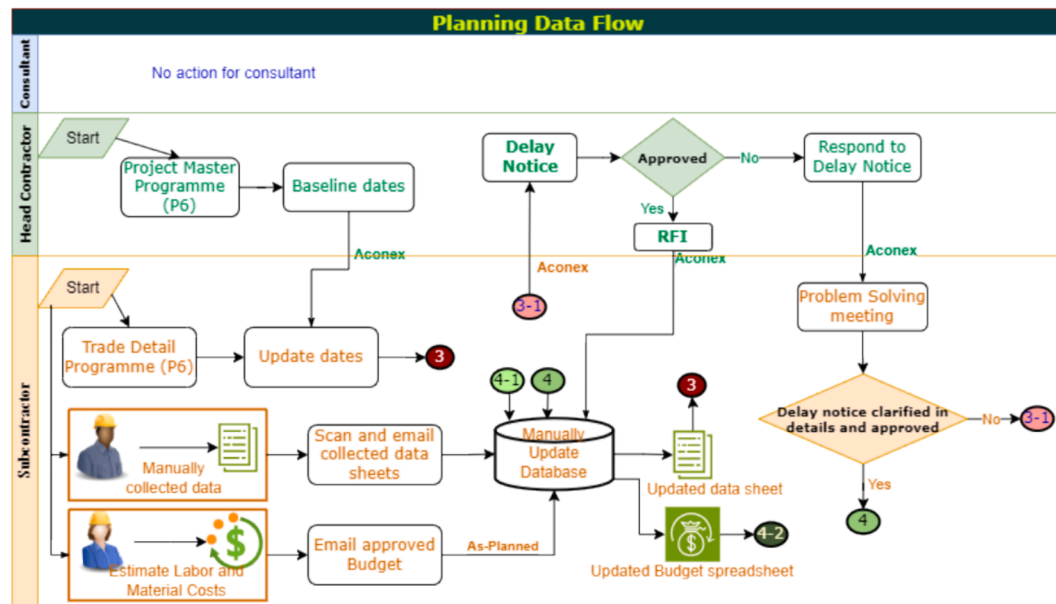 Planning Data Flow
Consultant
No action for consultant
Head Contractor
Start
Project Master
Programme
(P6)
Baseline dates
Aconex
Delay
Notice
Approved
No
Respond to
Delay Notice
Yes
RFI
Aconex
Aconex
Aconex
3-1
Subcontractor
Start
Trade Detail
Programme (P6)
Update dates
3
Problem Solving
meeting
Delay notice clarified in
details and approved
No
3-1
Yes
4
4-1
4
3
Manually
collected data
Scan and email
collected data
sheets
Manually
Update
Database
Updated data sheet
Estimate Labor and
Material Costs
Email approved
Budget
As-Planned
Updated Budget spreadsheet
4-2